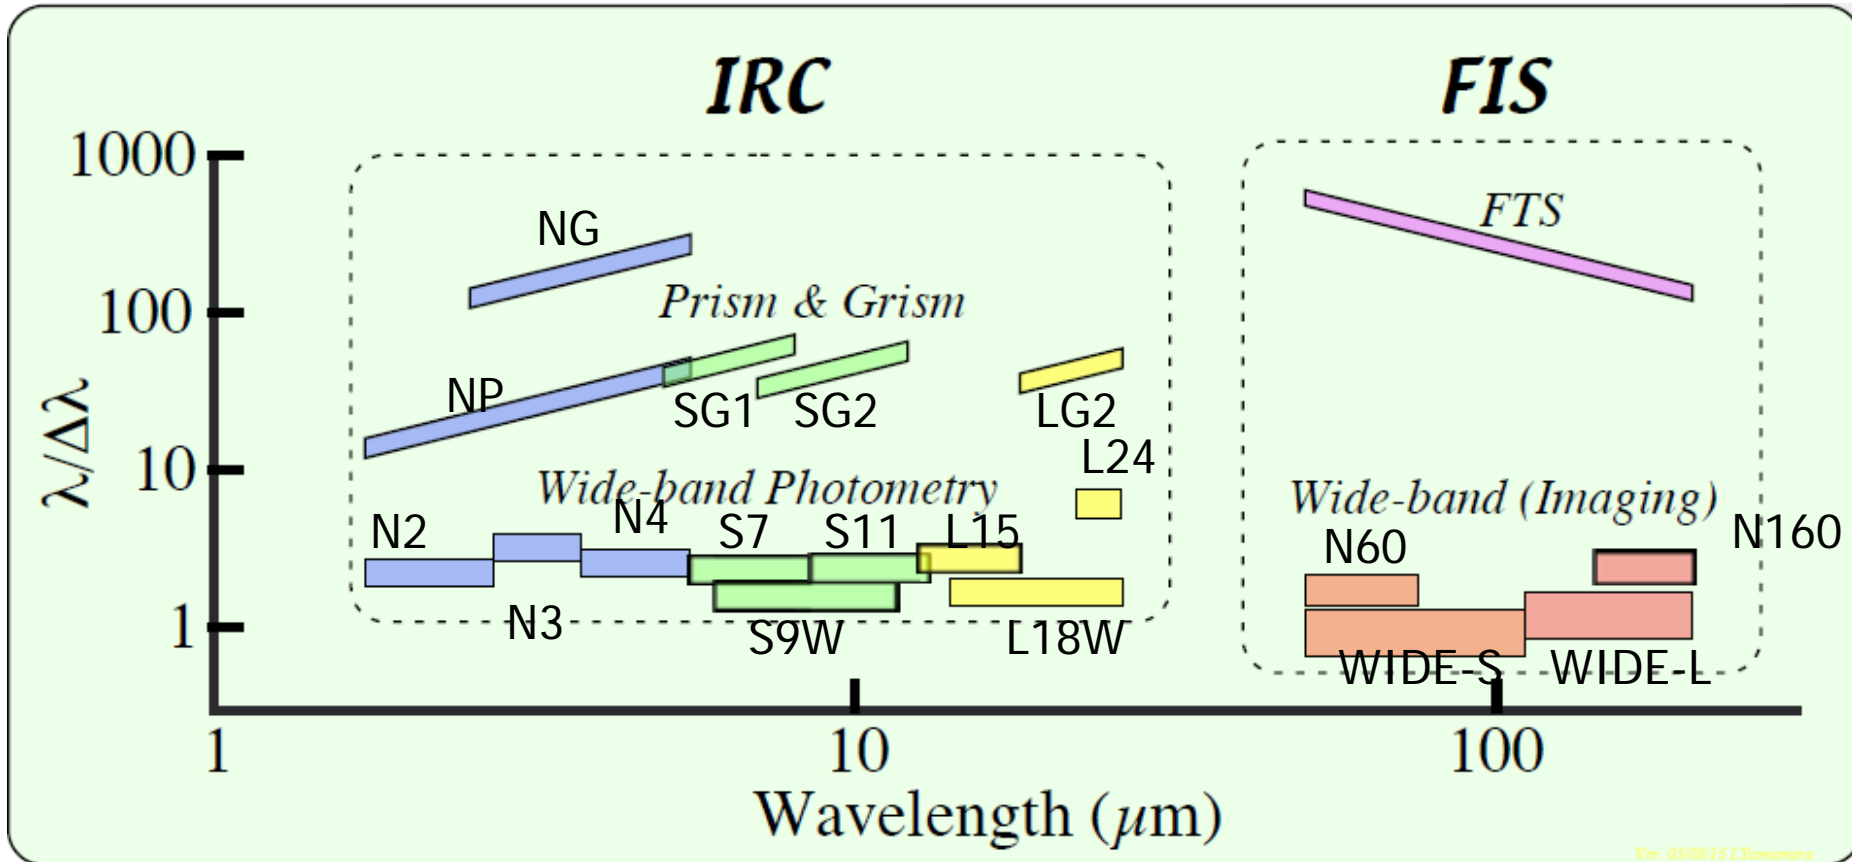 IRC
FIS
1000
NG
FTS
Prism & Grism
100
NP
SG1
SG2
LG2
L24
λ/Δλ
10
Wide-band Photometry
Wide-band (Imaging)
N2
N4
S7
S11
L15
N60
N160
N3
S9W
L18W
1
WIDE-S
WIDE-L
1
10
100
Wavelength (μm)